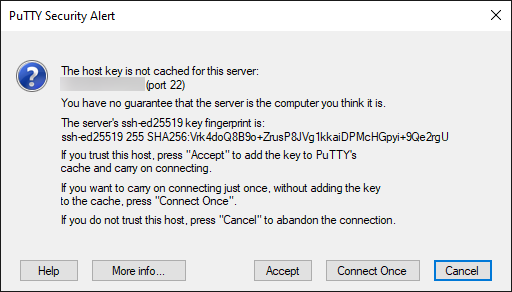 PuTTY Security Alert
The host key is not cached for this server:
(port 22)
You have no guarantee that the server is the computer you think it is.
The server's ssh-ed25519 key fingerprint is:
ssh-ed25519 255 SHA256:Vrk4doQ8B9o+ZrusP8JVg1kkaiDPMcHGpyi+9Qe2rgU
If you trust this host, press "Accept" to add the key to PuTTY's
cache and carry on connecting.
If you want to carry on connecting just once, without adding the key
to the cache, press "Connect Once".
If you do not trust this host, press "Cancel" to abandon the connection.
Help More info... Accept Connect Once Cancel